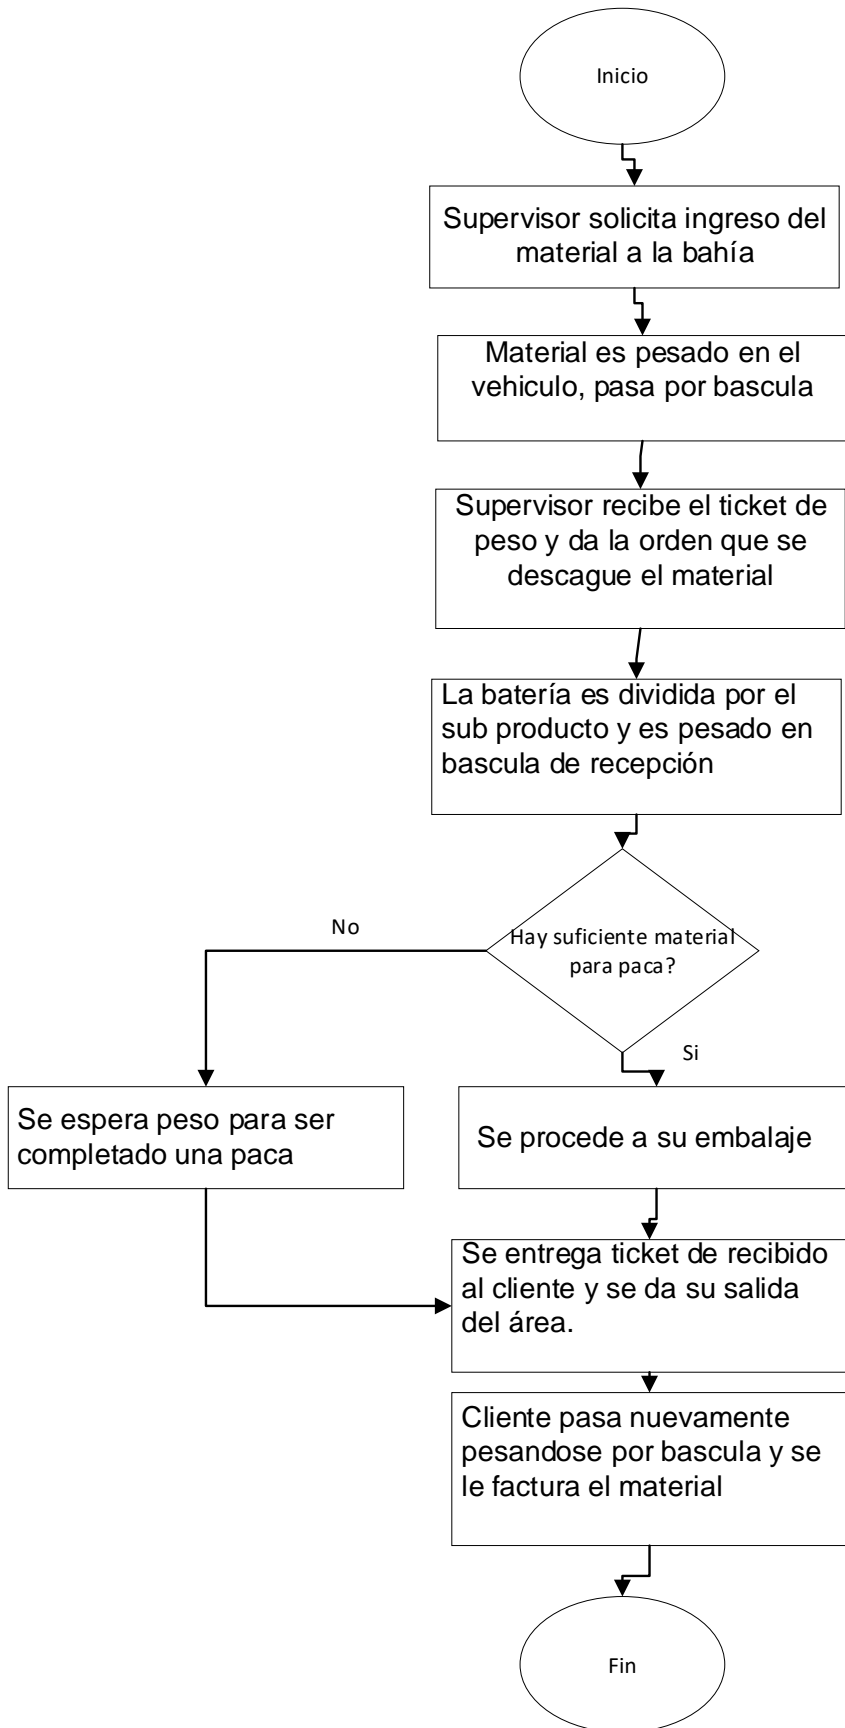 Inicio
Supervisor solicita ingreso del
material a la bahía
Material es pesado en el
vehiculo, pasa por bascula
Supervisor recibe el ticket de
peso y da la orden que se
descague el material
La batería es dividida por el
sub producto y es pesado en
bascula de recepción
Hay suficiente material
para paca?
No
Si
Se espera peso para ser
completado una paca
Se procede a su embalaje
Se entrega ticket de recibido
al cliente y se da su salida
del área.
Cliente pasa nuevamente
pesandose por bascula y se
le factura el material
Fin